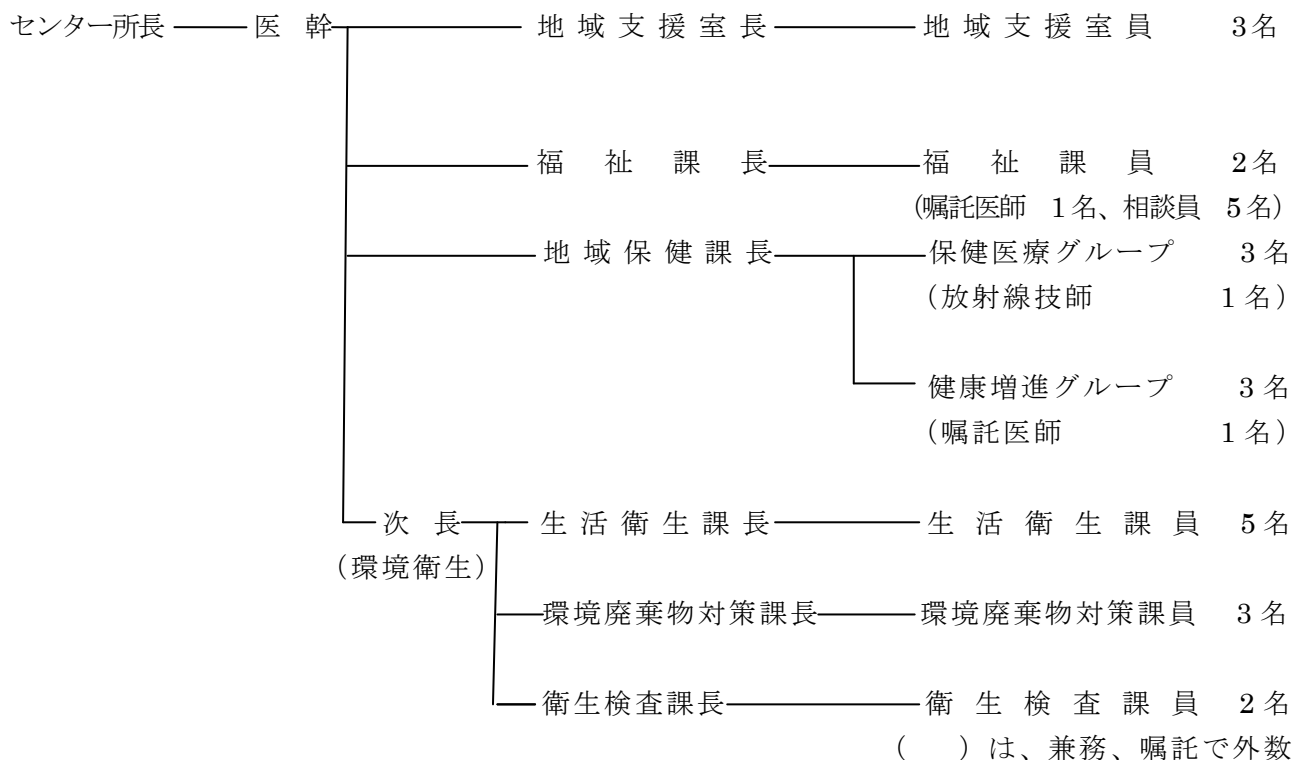 センター所長 医幹 地域支援室長 地域支援室員 3名
福祉課長 福祉課員 2名
(嘱託医師 1名、相談員 5名)
地域保健課長 保健医療グループ 3名
(放射線技師 1名)
健康増進グループ 3名
(嘱託医師 1名)
次長 生活衛生課長 生活衛生課員 5名
(環境衛生)
環境廃棄物対策課長 環境廃棄物対策課員 3名
衛生検査課長 衛生検査課員 2名
( )は、兼務、嘱託で外数